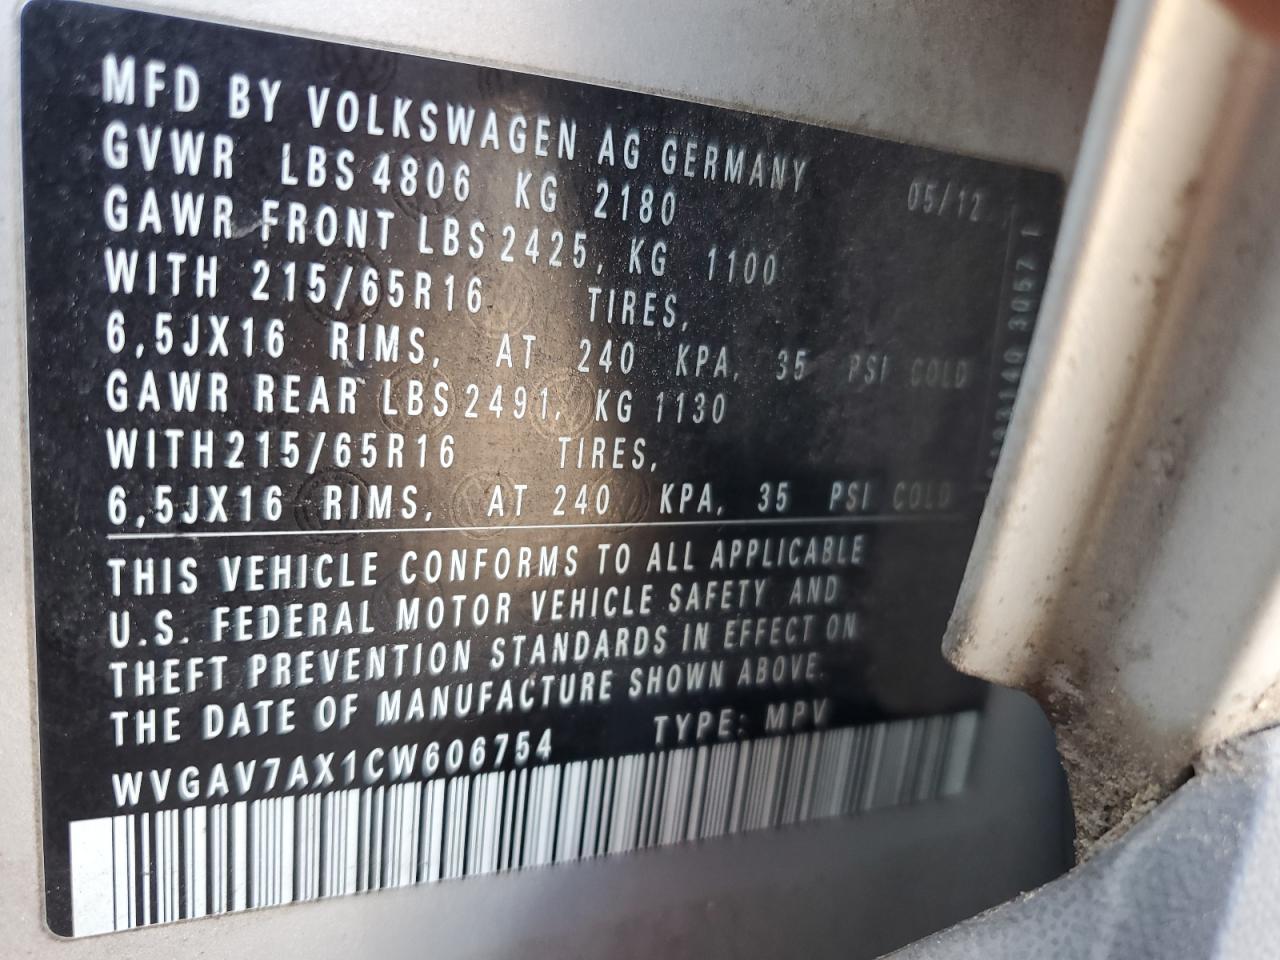 MFD BY VOLKSWAGEN AG GERMANY 05/12
GVWR LBS 4806 KG 2180
GAWR FRONT LBS 2425, KG 1100
WITH 215/65R16 TIRES,
6,5JX16 RIMS, AT 240 KPA, 35 PSI COLD
GAWR REAR LBS 2491, KG 1130
WITH 215/65R16 TIRES,
6,5JX16 RIMS, AT 240 KPA, 35 PSI COLD
THIS VEHICLE CONFORMS TO ALL APPLICABLE
U.S. FEDERAL MOTOR VEHICLE SAFETY AND
THEFT PREVENTION STANDARDS IN EFFECT ON
THE DATE OF MANUFACTURE SHOWN ABOVE.
WVGAV7AX1CW606754 TYPE: MPV